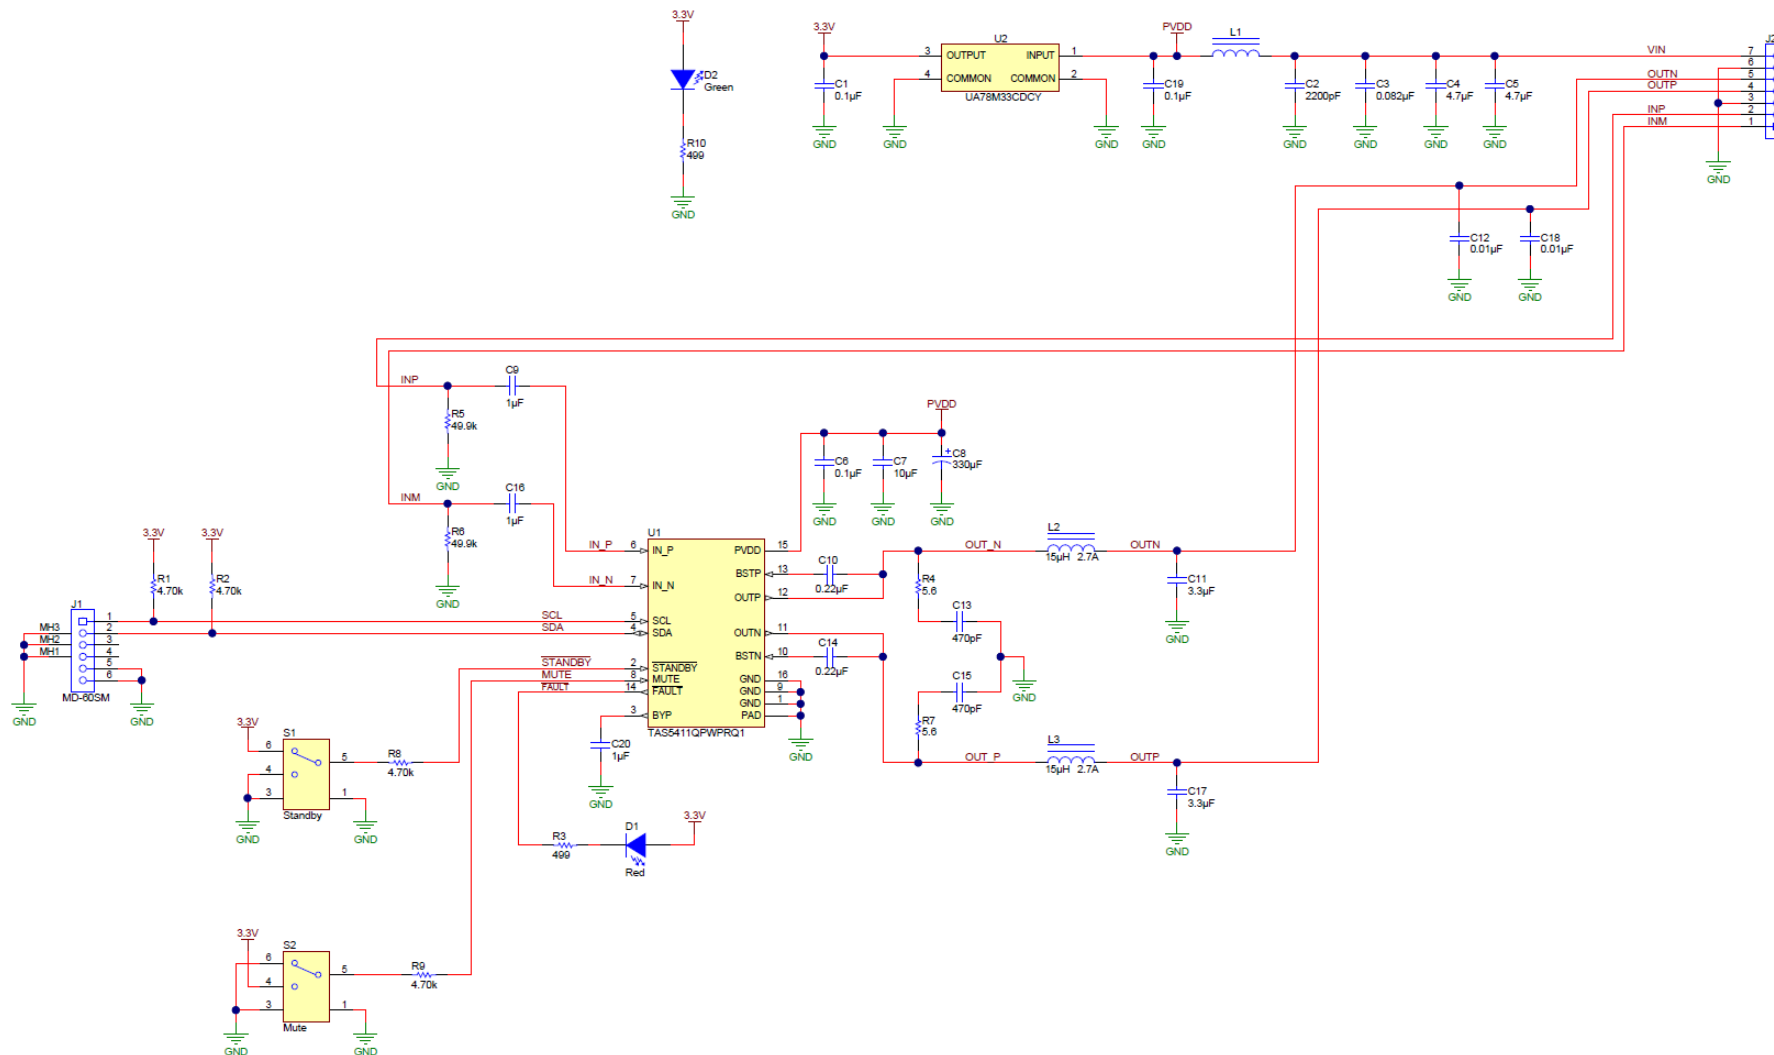 3.3V
D2
Green
R10
499
GND
3.3V
C1
0.1µF
GND
U2
3 OUTPUT INPUT 1
4 COMMON COMMON 2
UA78M33CDCY
GND
GND
PVDD
C19
0.1µF
GND
L1
C2
2200pF
GND
C3
0.082µF
GND
C4
4.7µF
GND
C5
4.7µF
GND
VIN 7
6
OUTN 5
OUTP 4
3
INP 2
INM 1
GND
C12
0.01µF
GND
C18
0.01µF
GND
INP
C9
1µF
R5
49.9k
GND
INM
C16
1µF
R6
49.9k
GND
PVDD
C6
0.1µF
GND
C7
10µF
GND
+
C8
330µF
GND
3.3V
R1
4.70k
3.3V
R2
4.70k
J1
MH3
MH2
MH1
1
2
3
4
5
6
MD-60SM
GND
GND
SCL
SDA
U1
IN_P 6 IN_P
IN_N 7 IN_N
5 SCL
4 SDA
STANDBY 2 STANDBY
MUTE 8 MUTE
FAULT 14 FAULT
3 BYP
PVDD 15
BSTP 13
OUTP 12
OUTN 11
BSTN 10
GND 16
GND 9
GND 1
PAD
TAS5411QPWPRQ1
GND
C20
1µF
GND
C10
0.22µF
C14
0.22µF
OUT_N
L2
15µH 2.7A
OUTN
C11
3.3µF
GND
R4
5.6
C13
470pF
C15
470pF
GND
R7
5.6
OUT_P
L3
15µH 2.7A
OUTP
C17
3.3µF
GND
3.3V
S1
6
4
3
5
1
Standby
GND
GND
R8
4.70k
R3
499
D1
Red
3.3V
3.3V
S2
6
4
3
5
1
Mute
GND
GND
R9
4.70k